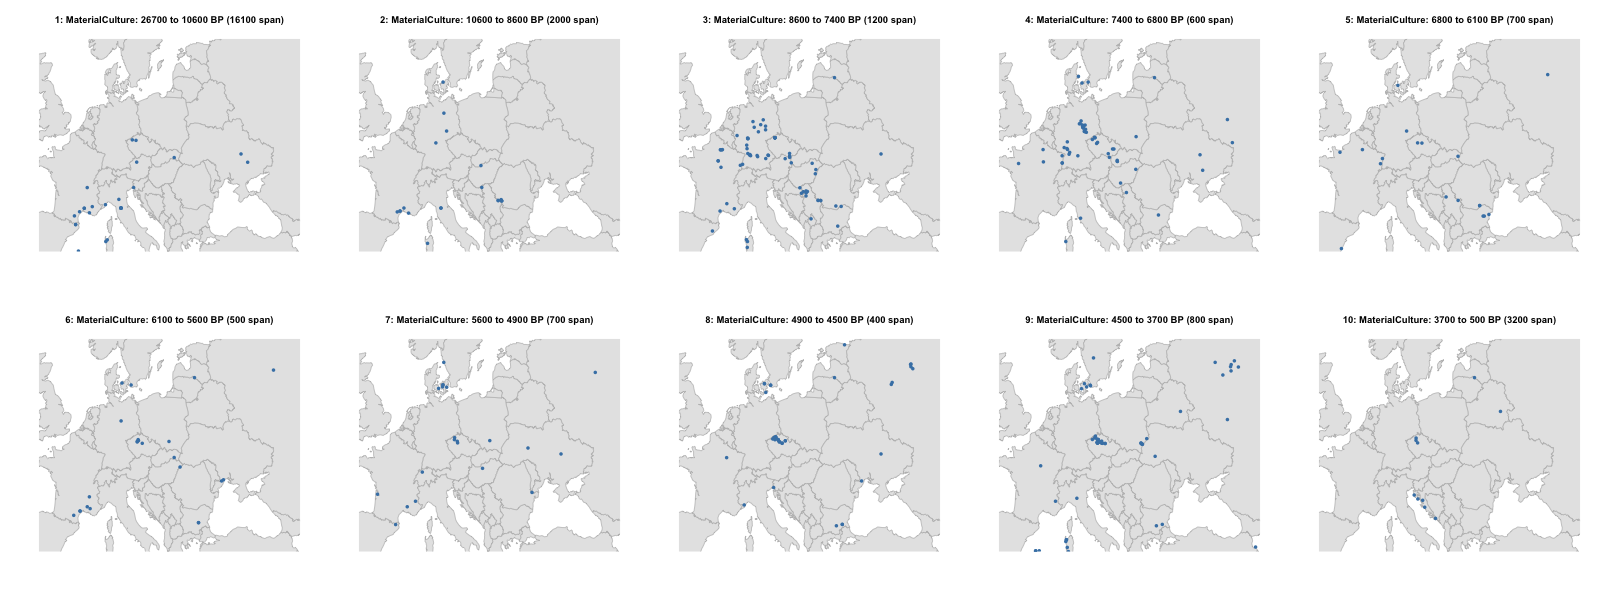 1: MaterialCulture: 26700 to 10600 BP (16100 span)
2: MaterialCulture: 10600 to 8600 BP (2000 span)
3: MaterialCulture: 8600 to 7400 BP (1200 span)
4: MaterialCulture: 7400 to 6800 BP (600 span)
5: MaterialCulture: 6800 to 6100 BP (700 span)
6: MaterialCulture: 6100 to 5600 BP (500 span)
7: MaterialCulture: 5600 to 4900 BP (700 span)
8: MaterialCulture: 4900 to 4500 BP (400 span)
9: MaterialCulture: 4500 to 3700 BP (800 span)
10: MaterialCulture: 3700 to 500 BP (3200 span)